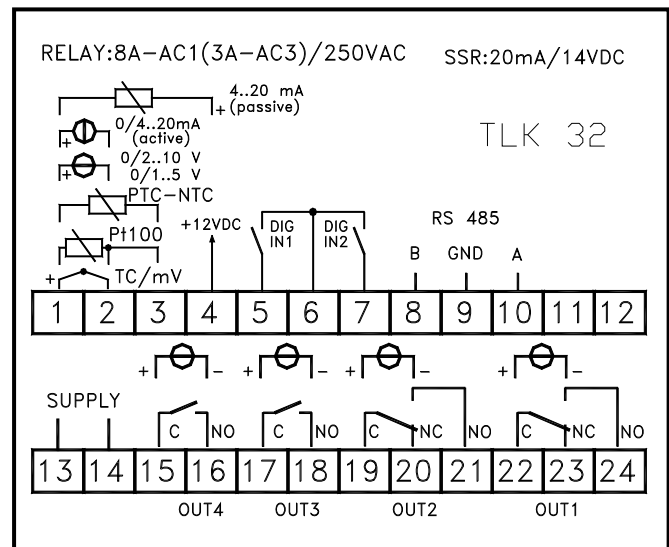 RELAY:8A-AC1(3A-AC3)/250VAC SSR:20mA/14VDC
4..20 mA
+ (passive)
0/4..20mA
(active)
+
TLK 32
0/2..10 V
0/1..5 V
+
PTC-NTC
Pt100
+ TC/mV
+12VDC
DIG
IN1
DIG
IN2
RS 485
B GND A
1 2 3 4 5 6 7 8 9 10 11 12
+ - + - + - + -
SUPPLY
C NO C NO C NC NO C NC NO
13 14 15 16 17 18 19 20 21 22 23 24
OUT4 OUT3 OUT2 OUT1